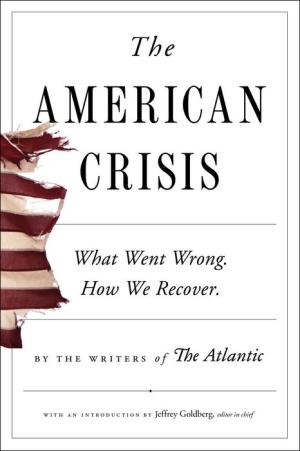 The
AMERICAN
CRISIS
What Went Wrong.
How We Recover.
BY THE WRITERS of The Atlantic
WITH AN INTRODUCTION BY Jeffrey Goldberg, editor in chief